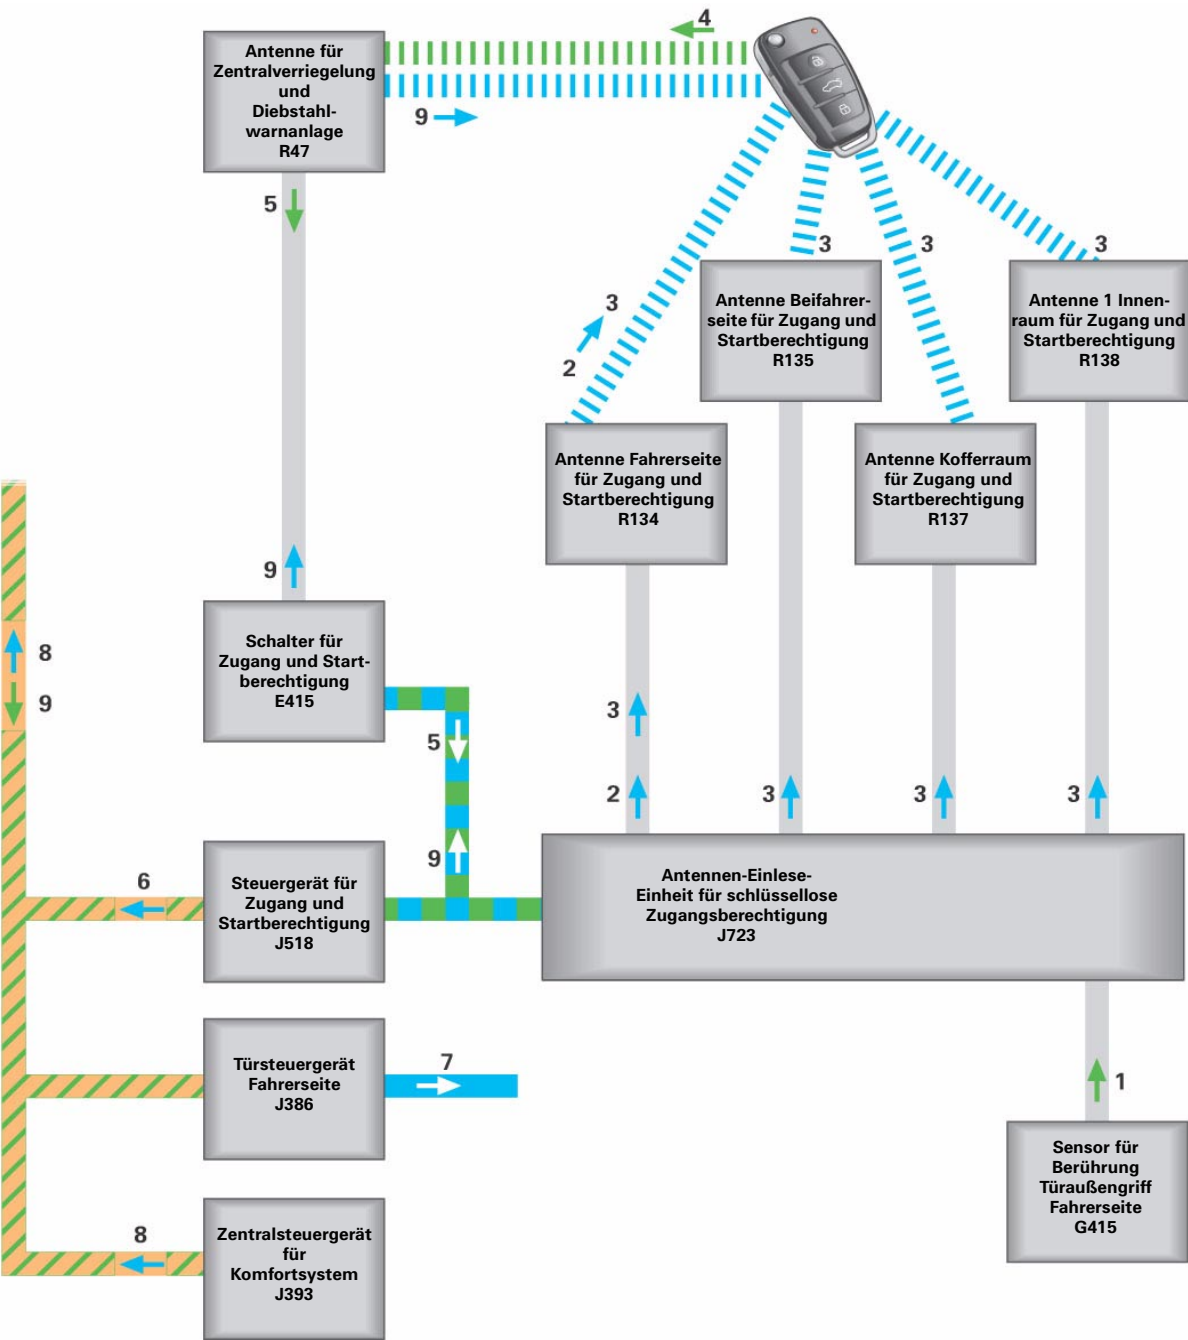 4
Antenne für
Zentralverriegelung
und
Diebstahl-
warnanlage
R47
9
5
3
3
3
Antenne Beifahrer-
seite für Zugang und
Startberechtigung
R135
Antenne 1 Innen-
raum für Zugang und
Startberechtigung
R138
3
2
Antenne Fahrerseite
für Zugang und
Startberechtigung
R134
Antenne Kofferraum
für Zugang und
Startberechtigung
R137
9
Schalter für
Zugang und Start-
berechtigung
E415
8
9
5
9
3
2
3
3
3
Steuergerät für
Zugang und
Startberechtigung
J518
6
Antennen-Einlese-
Einheit für schlüssellose
Zugangsberechtigung
J723
Türsteuergerät
Fahrerseite
J386
7
1
Sensor für
Berührung
Türaußengriff
Fahrerseite
G415
Zentralsteuergerät
für
Komfortsystem
J393
8